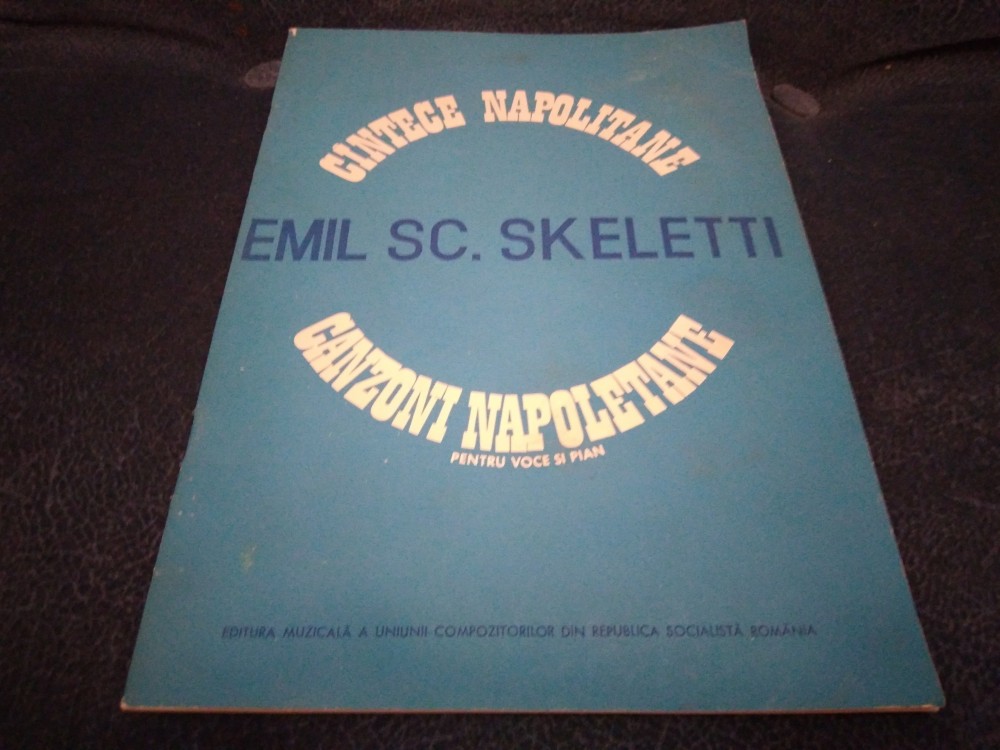 CINTECE NAPOLITANE
EMIL SC. SKELETTI
CANZONI NAPOLETANE
PENTRU VOCE SI PIAN
EDITURA MUZICALĂ A UNIUNII COMPOZITORILOR DIN REPUBLICA SOCIALISTĂ ROMÂNIA